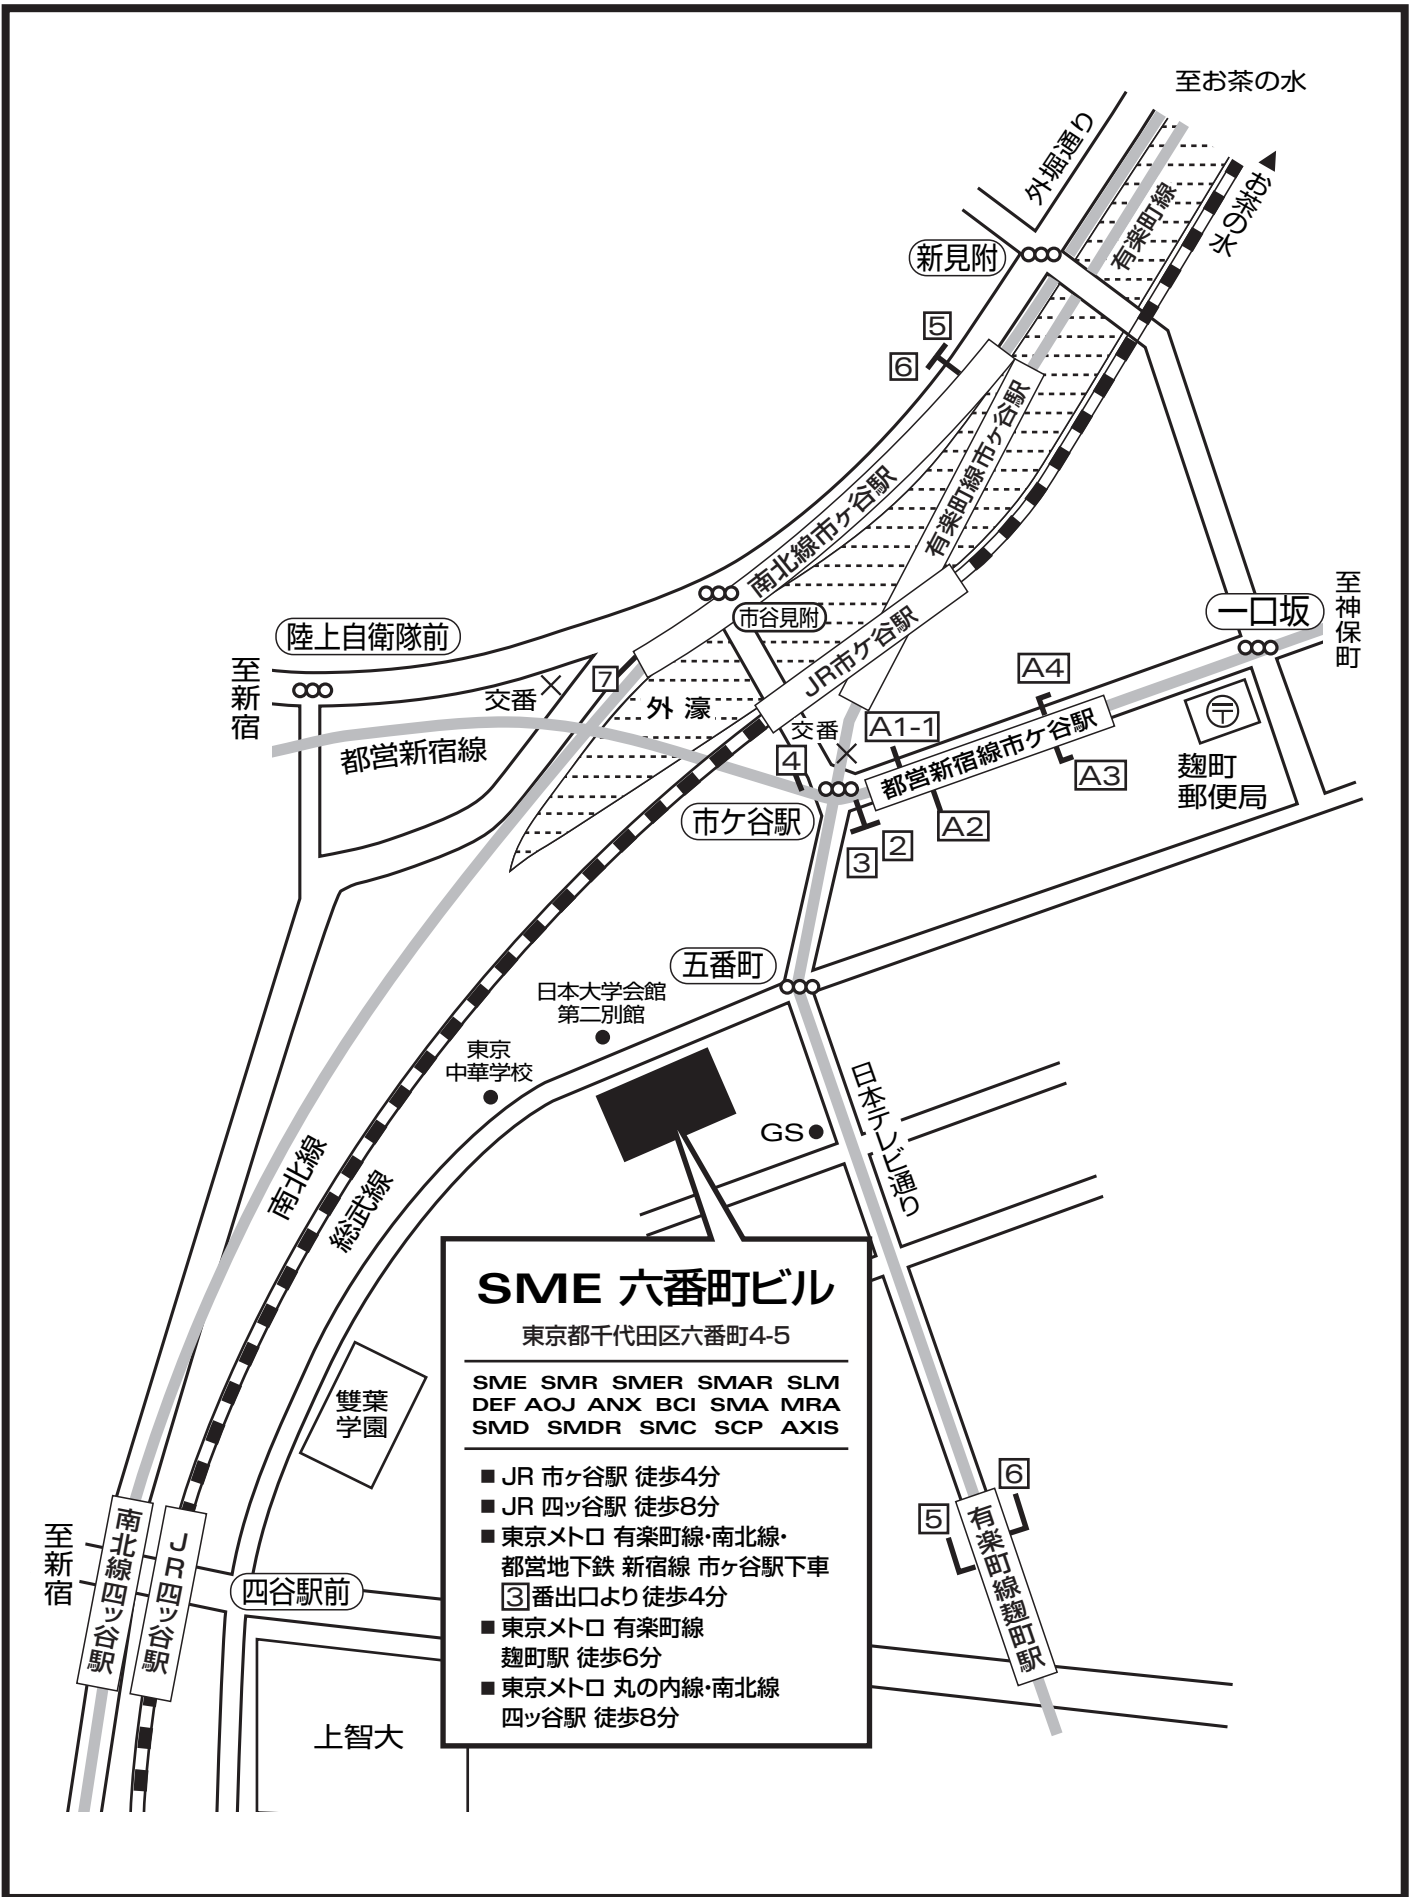 至お茶の水
外堀通り
有楽町線
お茶の水
新見附
5
6
有楽町線市ヶ谷駅
南北線市ヶ谷駅
市谷見附
JR市ヶ谷駅
一口坂
至神保町
陸上自衛隊前
至新宿
交番
7
外濠
都営新宿線
交番
4
A1-1
A4
都営新宿線市ヶ谷駅
A3
A2
麹町
郵便局
市ケ谷駅
2
3
五番町
日本大学会館
第二別館
東京
中華学校
GS
日本テレビ通り
南北線
総武線
SME 六番町ビル
東京都千代田区六番町4-5
SME SMR SMER SMAR SLM
DEF AOJ ANX BCI SMA MRA
SMD SMDR SMC SCP AXIS
■ JR 市ヶ谷駅 徒歩4分
■ JR 四ッ谷駅 徒歩8分
■ 東京メトロ 有楽町線・南北線・
都営地下鉄 新宿線 市ヶ谷駅下車
3番出口より徒歩4分
■ 東京メトロ 有楽町線
麹町駅 徒歩6分
■ 東京メトロ 丸の内線・南北線
四ッ谷駅 徒歩8分
雙葉
学園
6
5
有楽町線麹町駅
至新宿
南北線四ッ谷駅
JR四ッ谷駅
四谷駅前
上智大